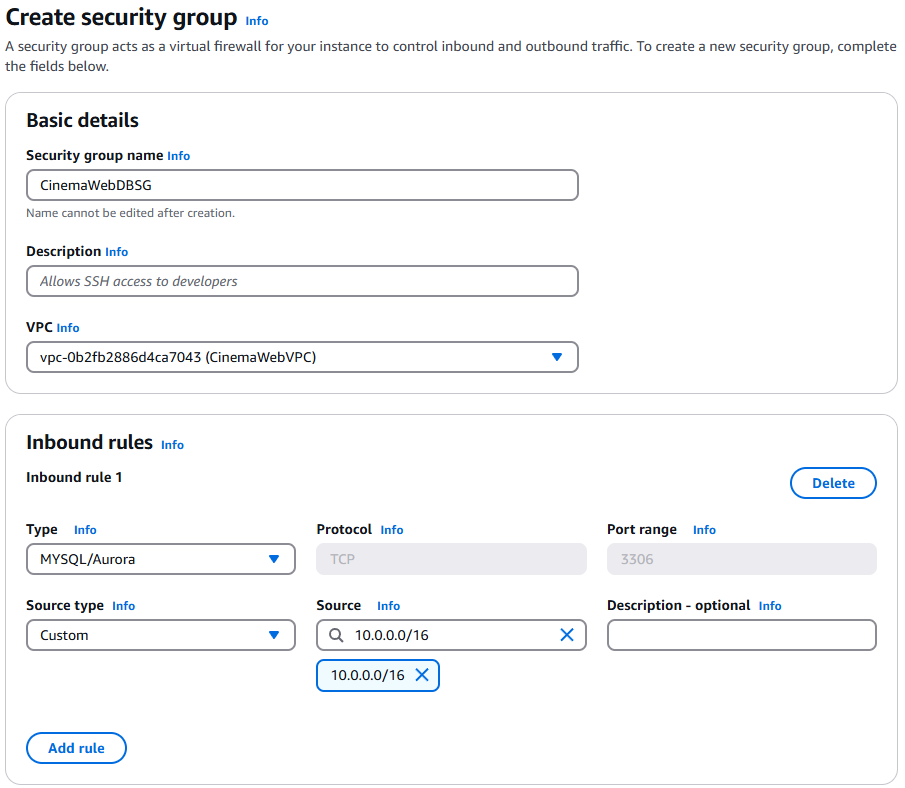 Create security group Info
A security group acts as a virtual firewall for your instance to control inbound and outbound traffic. To create a new security group, complete
the fields below.
Basic details
Security group name Info
CinemaWebDBSG
Name cannot be edited after creation.
Description Info
Allows SSH access to developers
VPC Info
vpc-0b2fb2886d4ca7043 (CinemaWebVPC)
Inbound rules Info
Inbound rule 1
Delete
Type Info Protocol Info Port range Info
MYSQL/Aurora TCP 3306
Source type Info Source Info Description - optional Info
Custom 10.0.0.0/16
10.0.0.0/16
Add rule